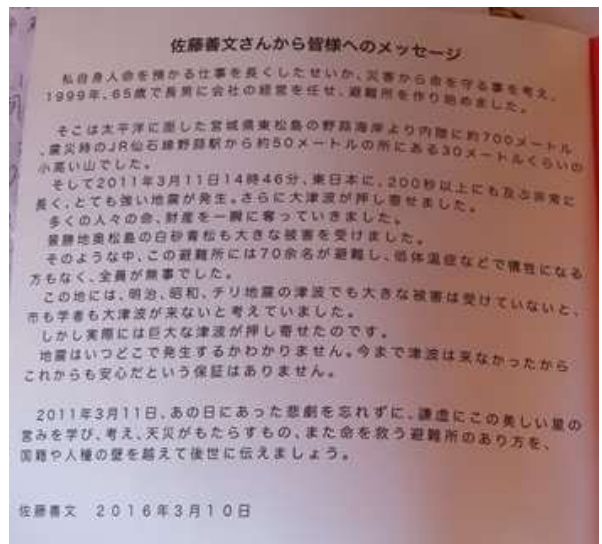 佐藤善文さんから皆様へのメッセージ
私自身人命を預かる仕事を長くしたせいか、災害から命を守る事を考え、
1999年、65歳で長男に会社の経営を任せ、避難所を作り始めました。
そこは太平洋に面した宮城県東松島の野蒜海岸より内陸に約700メートル
、震災時のJR仙石線野蒜駅から約50メートルの所にある30メートルくらいの
小高い山でした。
そして2011年3月11日14時46分、東日本に、200秒以上にも及ぶ非常に
長く、とても強い地震が発生。さらに大津波が押し寄せました。
多くの人々の命、財産を一瞬に奪っていきました。
景勝地奥松島の白砂青松も大きな被害を受けました。
そのような中、この避難所には70余名が避難し、低体温症などで犠牲になる
方もなく、全員が無事でした。
この地には、明治、昭和、チリ地震の津波でも大きな被害は受けていないと、
市も学者も大津波が来ないと考えていました。
しかし実際には巨大な津波が押し寄せたのです。
地震はいつどこで発生するかわかりません。今まで津波は来なかったから
これからも安心だという保証はありません。
2011年3月11日、あの日にあった悲劇を忘れずに、謙虚にこの美しい星の
営みを学び、考え、天災がもたらすもの、また命を救う避難所のあり方を、
国籍や人種の壁を越えて後世に伝えましょう。
佐藤善文 2016年3月10日